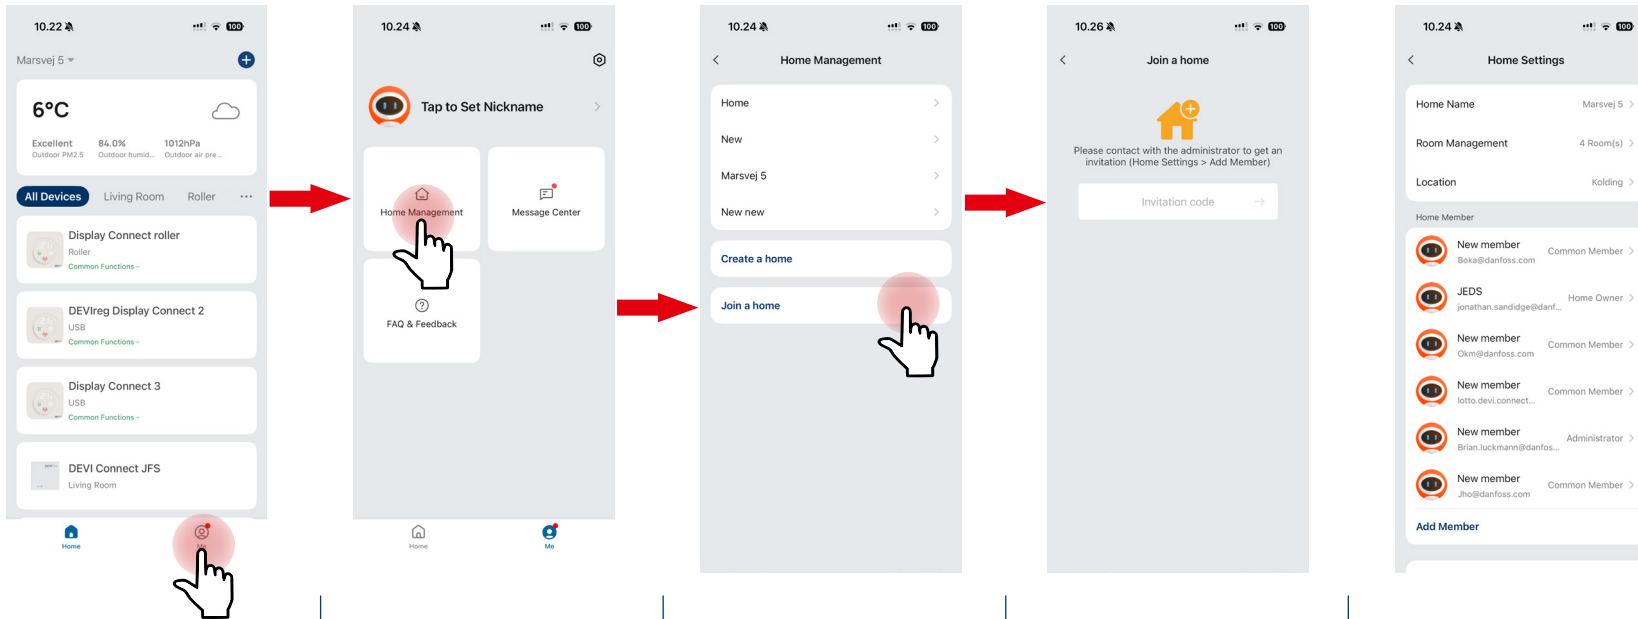 10.22
100
Marsvej 5
6°C
Excellent 84.0% 1012hPa
Outdoor PM2.5 Outdoor humid... Outdoor air pre...
All Devices Living Room Roller ...
Display Connect roller
Roller
Common Functions
DEVIreg Display Connect 2
USB
Common Functions
Display Connect 3
USB
Common Functions
DEVI Connect JFS
Living Room
Home Me
10.24
100
Tap to Set Nickname
Home Management Message Center
FAQ & Feedback
Home Me
10.24
100
Home Management
Home
New
Marsvej 5
New new
Create a home
Join a home
10.26
100
Join a home
Please contact with the administrator to get an
invitation (Home Settings > Add Member)
Invitation code
10.24
100
Home Settings
Home Name Marsvej 5
Room Management 4 Room(s)
Location Kolding
Home Member
New member
Boka@danfoss.com Common Member
JEDS
jonathan.sandidge@danf... Home Owner
New member
Okm@danfoss.com Common Member
New member
lotto.devi.connect... Common Member
New member
Brian.luckmann@danfos... Administrator
New member
Jho@danfoss.com Common Member
Add Member